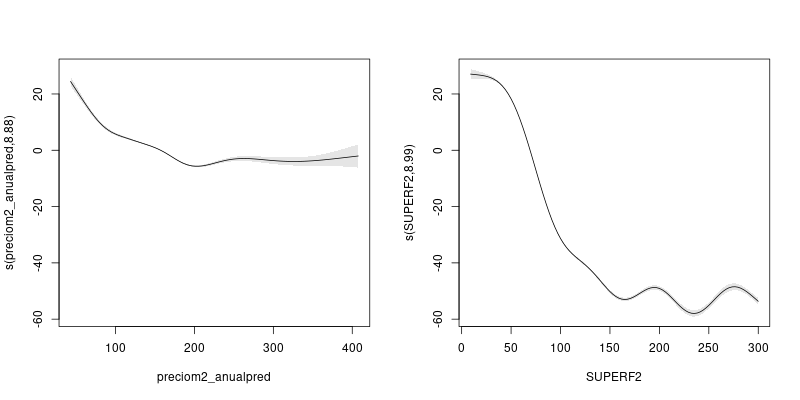 s(preciom2_anualpred,8.88)
20
0
-20
-40
-60
100 200 300 400
preciom2_anualpred
s(SUPERF2,8.99)
20
0
-20
-40
-60
0 50 100 150 200 250 300
SUPERF2